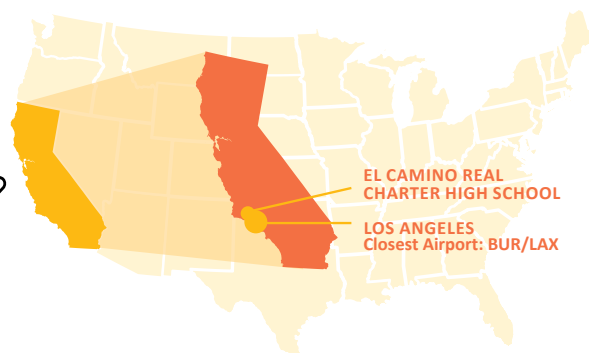 EL CAMINO REAL
CHARTER HIGH SCHOOL
LOS ANGELES
Closest Airport: BUR/LAX